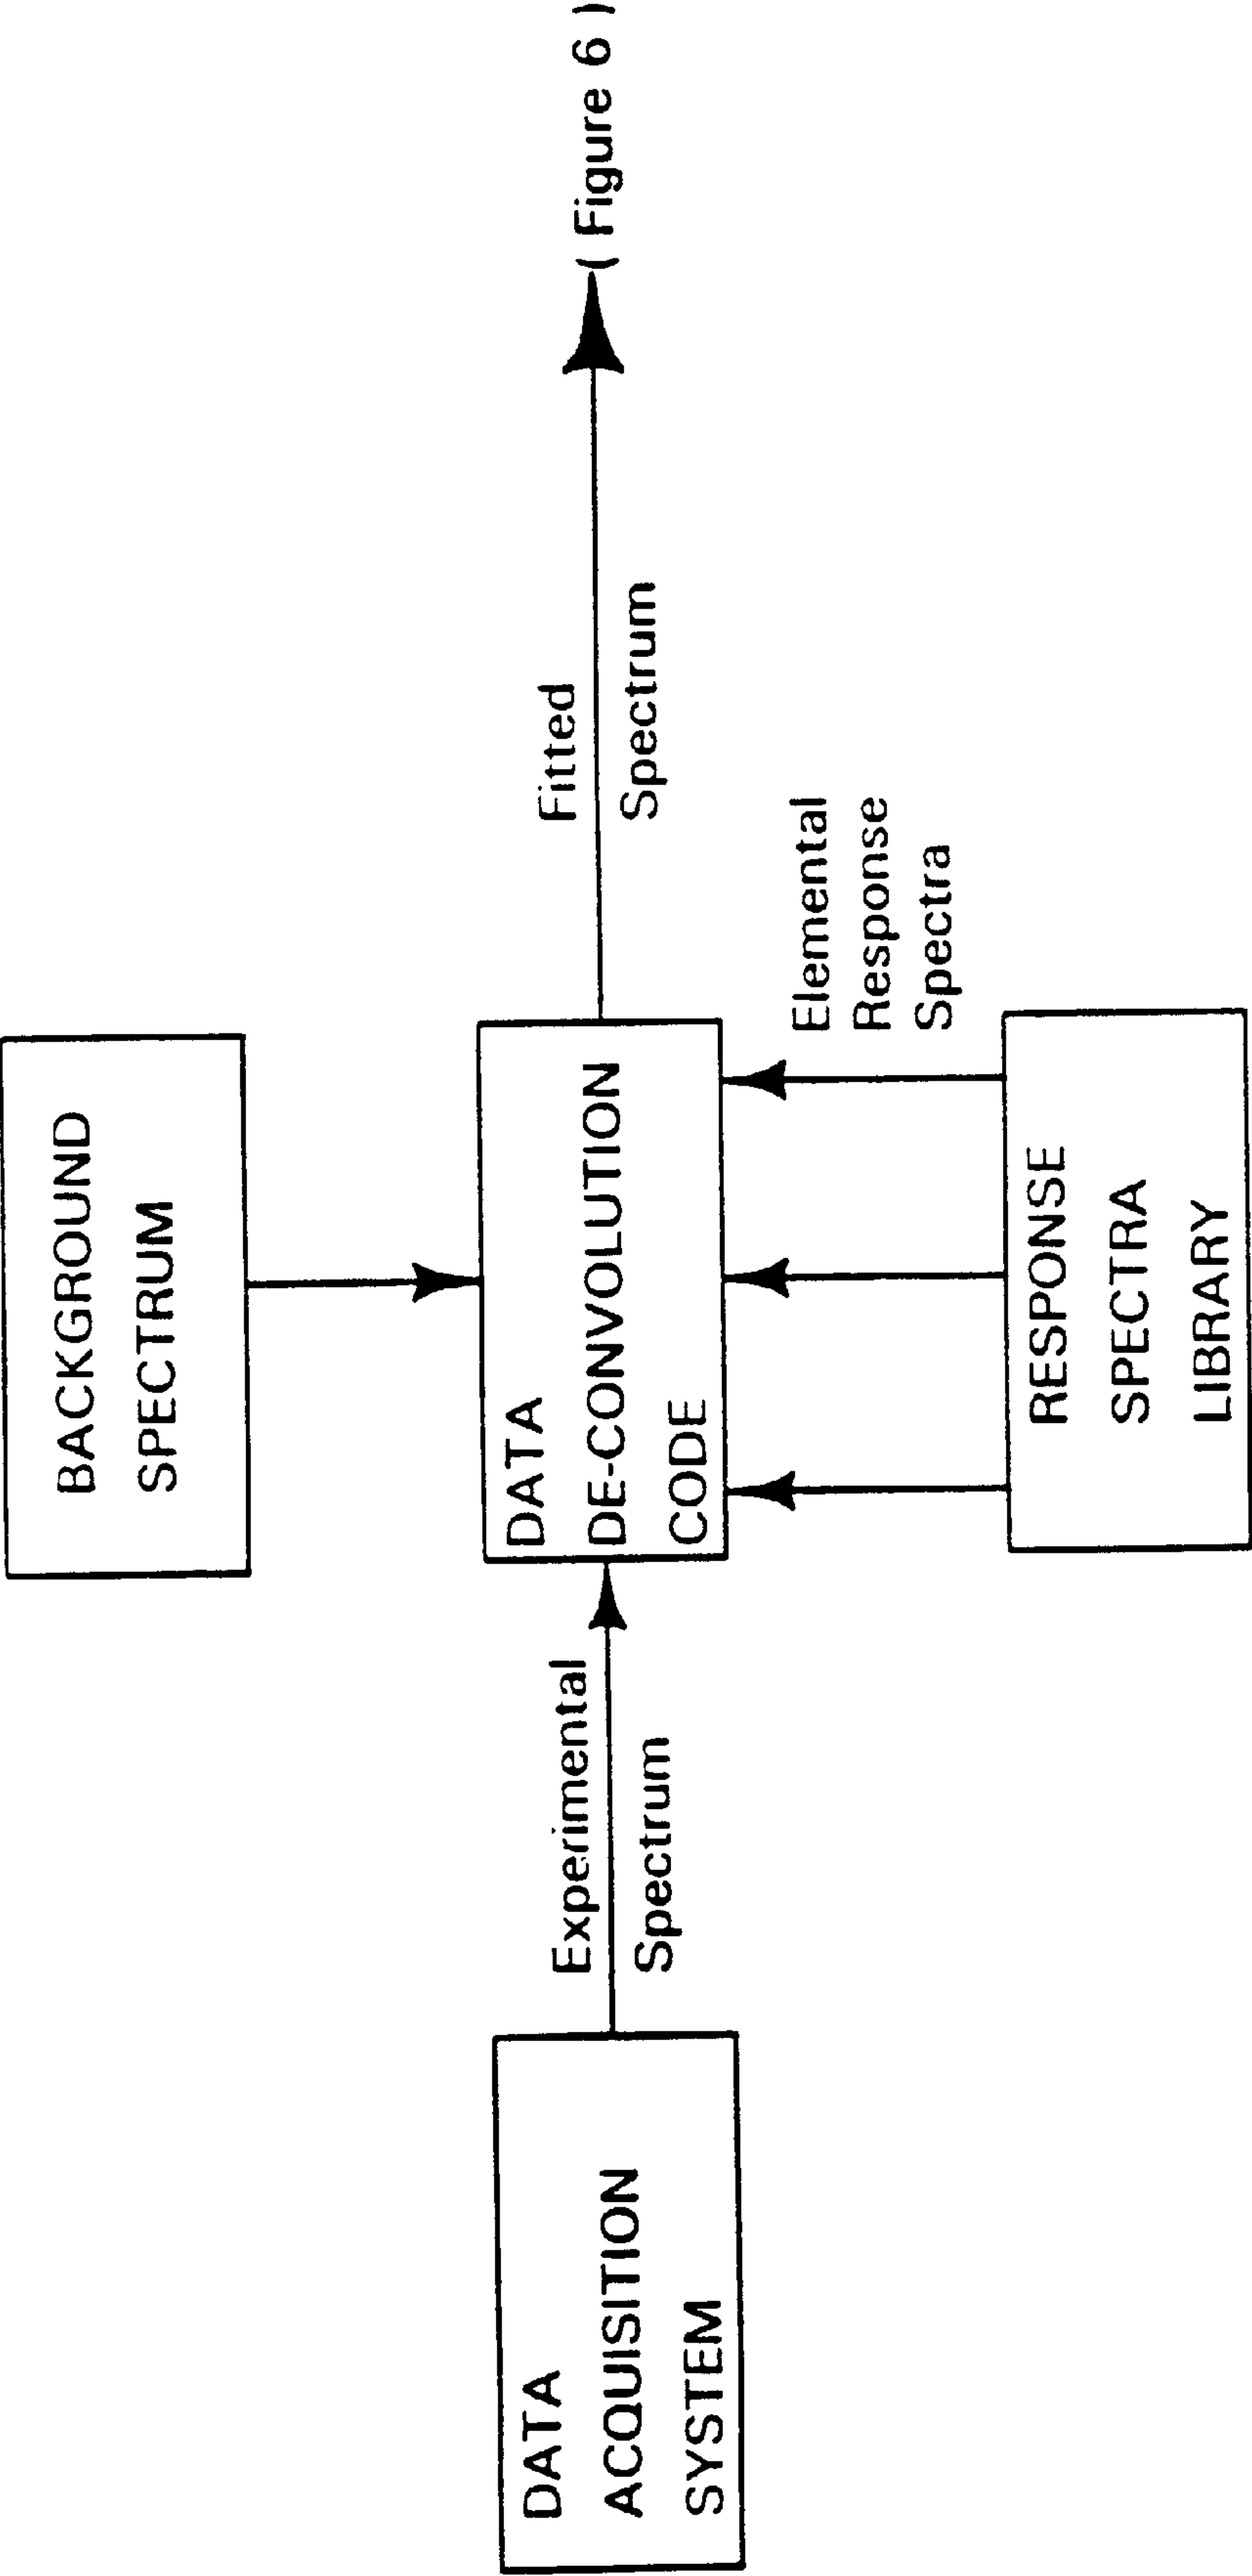 BACKGROUND
SPECTRUM
DATA
ACQUISITION
SYSTEM
Experimental
Spectrum
DATA
DE-CONVOLUTION
CODE
Fitted
Spectrum
( Figure 6 )
Elemental
Response
Spectra
RESPONSE
SPECTRA
LIBRARY